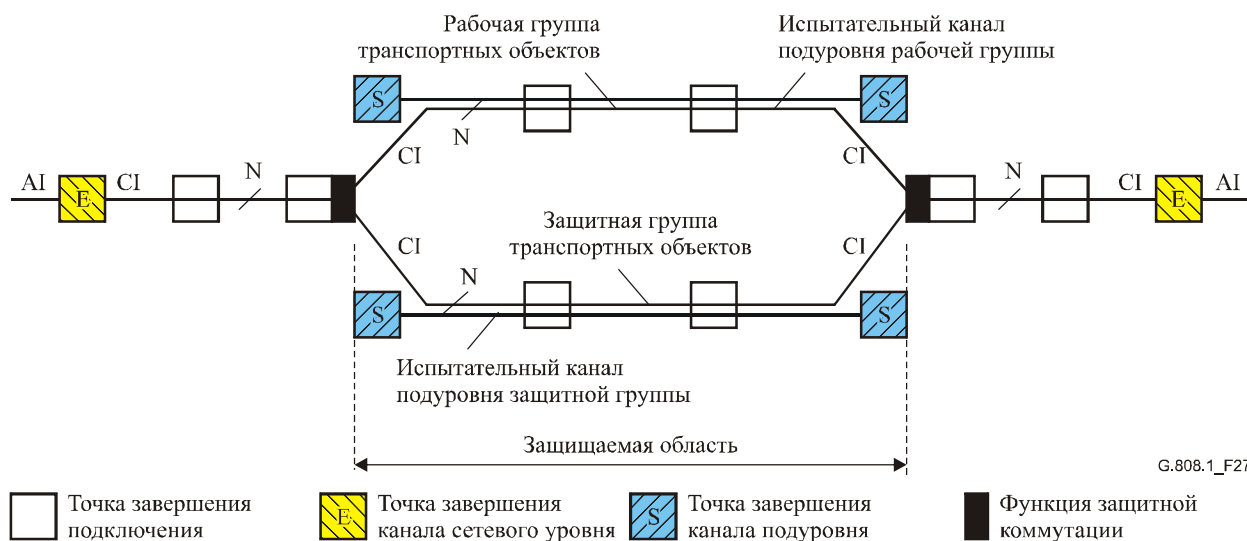 Рабочая группа
транспортных объектов
Испытательный канал
подуровня рабочей группы
S
S
N
N
CI
CI
AI
E
CI
N
N
CI
E
AI
CI
Защитная группа
транспортных объектов
CI
N
S
S
Испытательный канал
подуровня защитной группы
Защищаемая область
G.808.1_F27
Точка завершения
подключения
E
Точка завершения
канала сетевого уровня
S
Точка завершения
канала подуровня
Функция защитной
коммутации